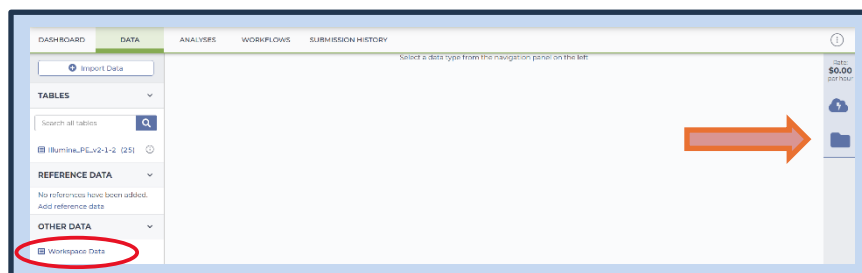 DASHBOARD DATA ANALYSES WORKFLOWS SUBMISSION HISTORY
Select a data type from the navigation panel on the left
Import Data
Rate:
$0.00
per hour
TABLES
Search all tables
Illumina_PE_v2-1-2 (25)
REFERENCE DATA
No references have been added.
Add reference data
OTHER DATA
Workspace Data